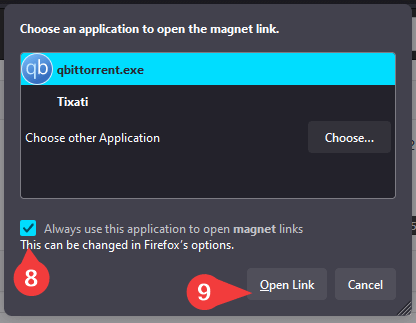 Choose an application to open the magnet link.
qb qbittorrent.exe
Tixati
Choose other Application Choose...
Always use this application to open magnet links
This can be changed in Firefox's options.
8
9 Open Link Cancel